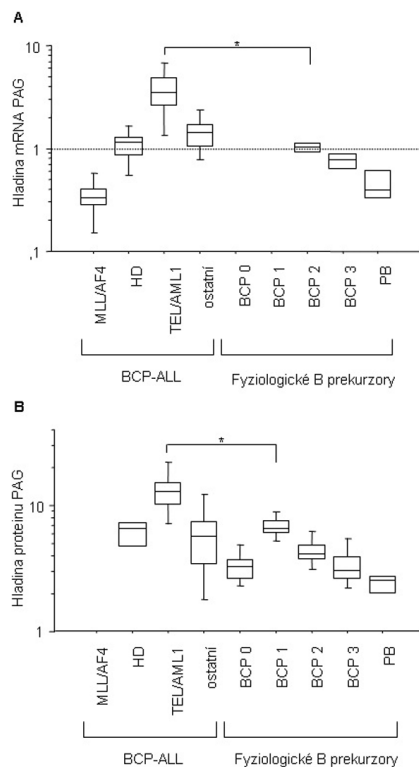 A
Hladina mRNA PAG
10
1
,1
*
MLL/AF4
HD
TEL/AML1
ostatní
BCP 0
BCP 1
BCP 2
BCP 3
PB
BCP-ALL
Fyziologické B prekurzory
B
Hladina proteinu PAG
10
1
*
MLL/AF4
HD
TEL/AML1
ostatní
BCP 0
BCP 1
BCP 2
BCP 3
PB
BCP-ALL
Fyziologické B prekurzory